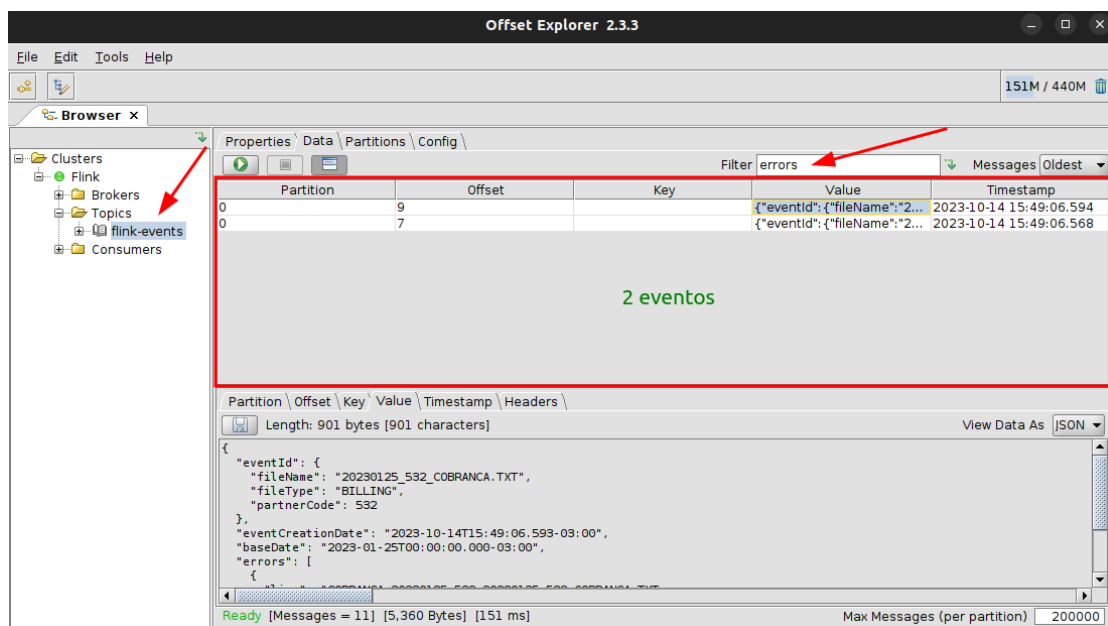 Offset Explorer 2.3.3
File Edit Tools Help
151M / 440M
Browser
Properties Data Partitions Config
Clusters
Flink
Brokers
Topics
flink-events
Consumers
Filter errors Messages Oldest
Partition Offset Key Value Timestamp
0 9 {"eventId":{"fileName":"2... 2023-10-14 15:49:06.594
0 7 {"eventId":{"fileName":"2... 2023-10-14 15:49:06.568
2 eventos
Partition Offset Key Value Timestamp Headers
Length: 901 bytes [901 characters] View Data As JSON
{
"eventId": {
"fileName": "20230125_532_COBRANCA.TXT",
"fileType": "BILLING",
"partnerCode": 532
},
"eventCreationDate": "2023-10-14T15:49:06.593-03:00",
"baseDate": "2023-01-25T00:00:00.000-03:00",
"errors": [
{
Ready [Messages = 11] [5,360 Bytes] [151 ms] Max Messages (per partition) 200000